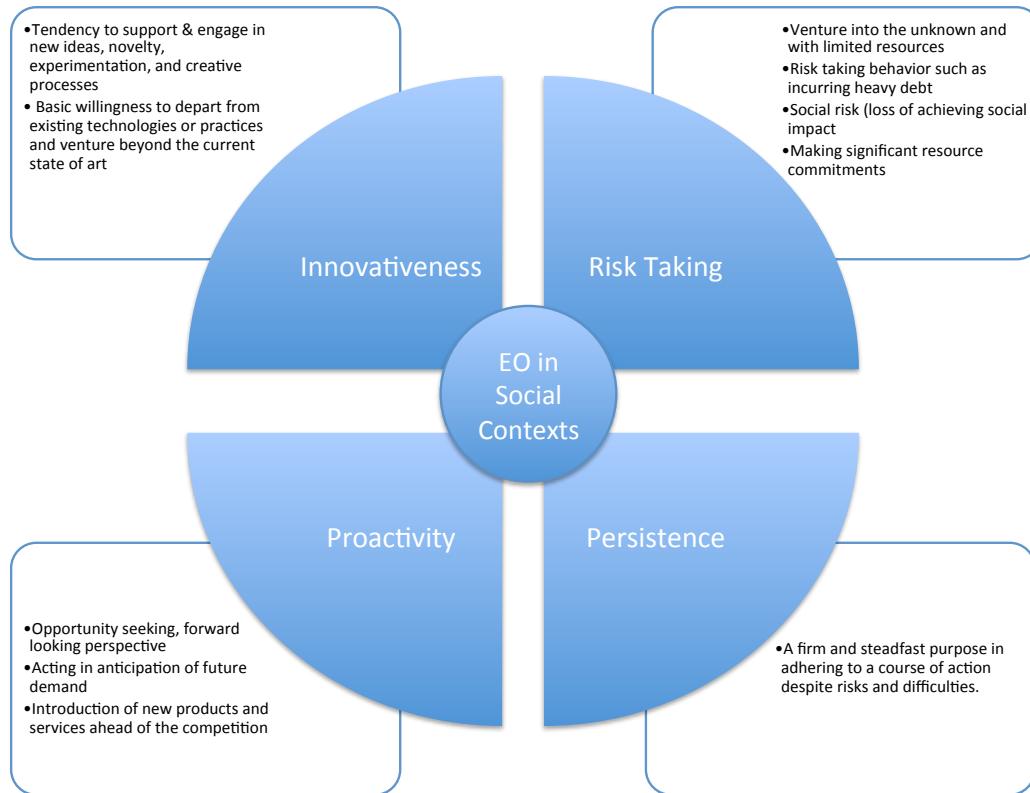 •Tendency to support & engage in
new ideas, novelty,
experimentation, and creative
processes
• Basic willingness to depart from
existing technologies or practices
and venture beyond the current
state of art
•Venture into the unknown and
with limited resources
•Risk taking behavior such as
incurring heavy debt
•Social risk (loss of achieving social
impact
•Making significant resource
commitments
Innovativeness
Risk Taking
EO in
Social
Contexts
Proactivity
Persistence
•Opportunity seeking, forward
looking perspective
•Acting in anticipation of future
demand
•Introduction of new products and
services ahead of the competition
•A firm and steadfast purpose in
adhering to a course of action
despite risks and difficulties.